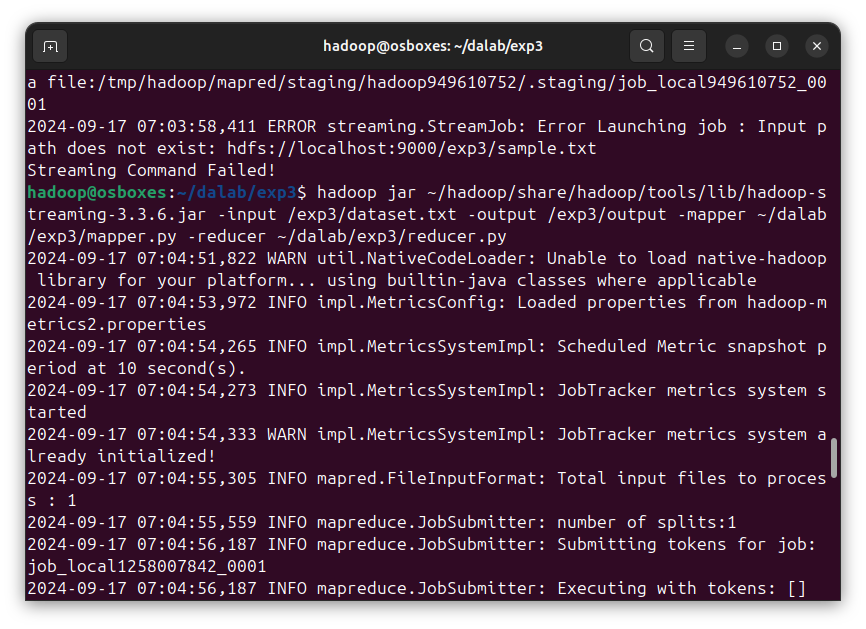 hadoop@osboxes: ~/dalab/exp3
a file:/tmp/hadoop/mapred/staging/hadoop949610752/.staging/job_local949610752_00
01
2024-09-17 07:03:58,411 ERROR streaming.StreamJob: Error Launching job : Input p
ath does not exist: hdfs://localhost:9000/exp3/sample.txt
Streaming Command Failed!
hadoop@osboxes:~/dalab/exp3$ hadoop jar ~/hadoop/share/hadoop/tools/lib/hadoop-s
treaming-3.3.6.jar -input /exp3/dataset.txt -output /exp3/output -mapper ~/dalab
/exp3/mapper.py -reducer ~/dalab/exp3/reducer.py
2024-09-17 07:04:51,822 WARN util.NativeCodeLoader: Unable to load native-hadoop
 library for your platform... using builtin-java classes where applicable
2024-09-17 07:04:53,972 INFO impl.MetricsConfig: Loaded properties from hadoop-m
etrics2.properties
2024-09-17 07:04:54,265 INFO impl.MetricsSystemImpl: Scheduled Metric snapshot p
eriod at 10 second(s).
2024-09-17 07:04:54,273 INFO impl.MetricsSystemImpl: JobTracker metrics system s
tarted
2024-09-17 07:04:54,333 WARN impl.MetricsSystemImpl: JobTracker metrics system a
lready initialized!
2024-09-17 07:04:55,305 INFO mapred.FileInputFormat: Total input files to proces
s : 1
2024-09-17 07:04:55,559 INFO mapreduce.JobSubmitter: number of splits:1
2024-09-17 07:04:56,187 INFO mapreduce.JobSubmitter: Submitting tokens for job:
job_local1258007842_0001
2024-09-17 07:04:56,187 INFO mapreduce.JobSubmitter: Executing with tokens: []